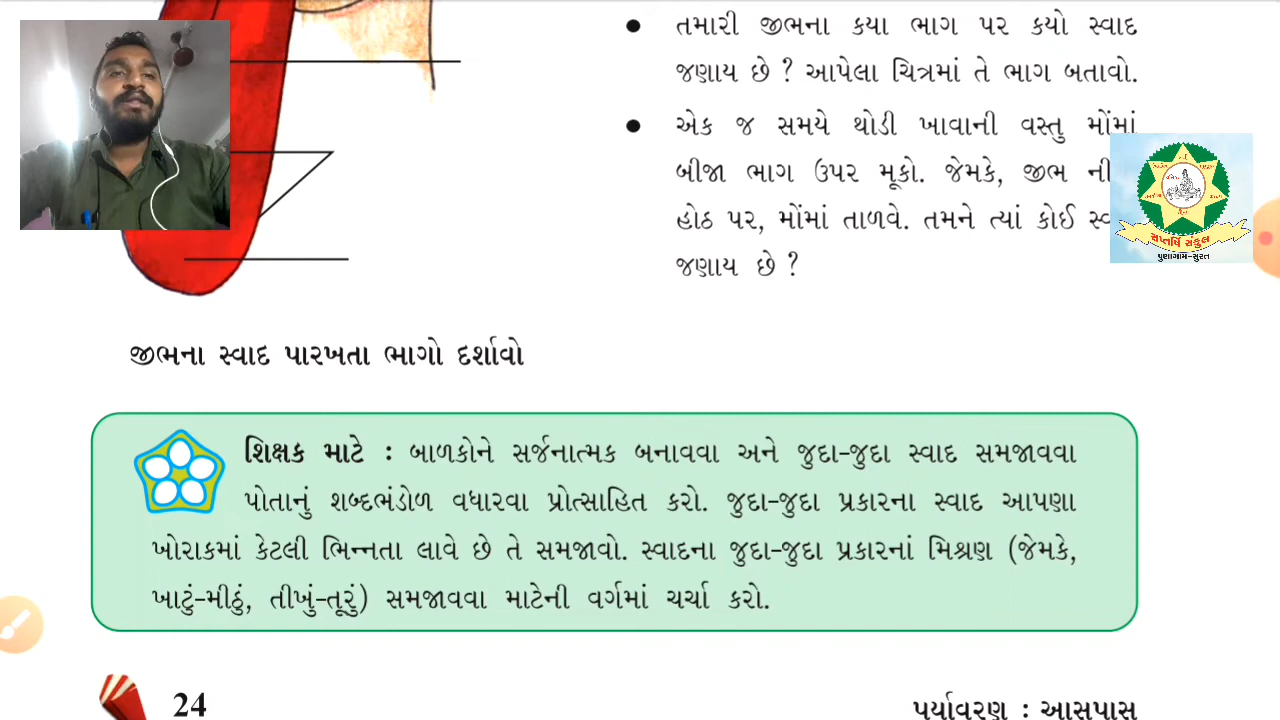 તમારી જીભના કયા ભાગ પર કયો સ્વાદ
જણાય છે ? આપેલા ચિત્રમાં તે ભાગ બતાવો.
એક જ સમયે થોડી ખાવાની વસ્તુ મોંમાં
બીજા ભાગ ઉપર મૂકો. જેમકે, જીભ
હોઠ પર, મોંમાં તાળવે. તમને ત્યાં કોઈ
જણાય છે ?
સપ્તર્ષિ સંકુલ
પુણાગામ-સુરત
જીભના સ્વાદ પારખતા ભાગો દર્શાવો
શિક્ષક માટે : બાળકોને સર્જનાત્મક બનાવવા અને જુદા-જુદા સ્વાદ સમજાવવા
પોતાનું શબ્દભંડોળ વધારવા પ્રોત્સાહિત કરો. જુદા-જુદા પ્રકારના સ્વાદ આપણા
ખોરાકમાં કેટલી ભિન્નતા લાવે છે તે સમજાવો. સ્વાદના જુદા-જુદા પ્રકારનાં મિશ્રણ (જેમકે,
ખાટું-મીઠું, તીખું-તૂરું) સમજાવવા માટેની વર્ગમાં ચર્ચા કરો.
24
પર્યાવરણ : આસપાસ